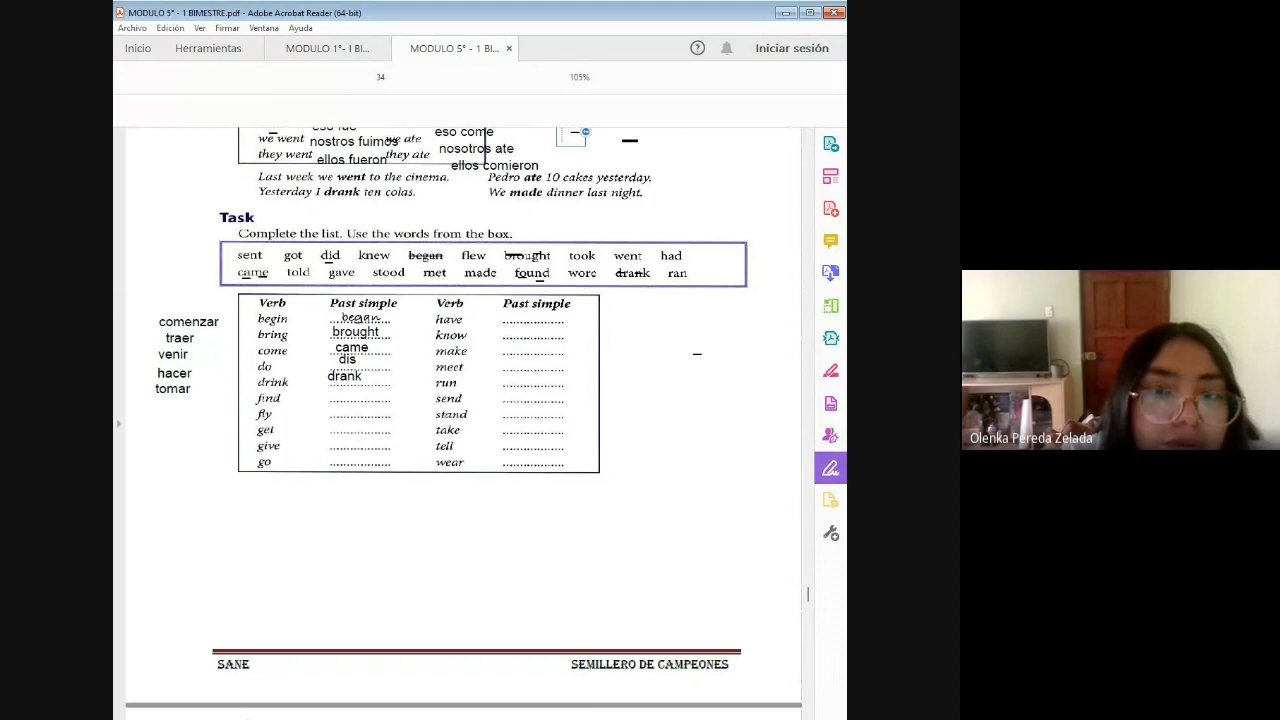 MODULO 5° - 1 BIMESTRE.pdf - Adobe Acrobat Reader (64-bit)
Archivo Edición Ver Firmar Ventana Ayuda
Inicio Herramientas MODULO 1°- I BI... MODULO 5° - 1 BI... × ? Iniciar sesión
34 105%
eso come
we went nostros fuimos we ate nosotros ate
they went ellos fueron they ate ellos comieron
Last week we went to the cinema. Pedro ate 10 cakes yesterday.
Yesterday I drank ten colas. We made dinner last night.
Task
Complete the list. Use the words from the box.
sent got did knew began flew brought took went had
came told gave stood met made found wore drank ran
Verb Past simple Verb Past simple
comenzar begin began have ..................
traer bring brought know ..................
venir come came make ..................
hacer do dis meet ..................
tomar drink drank run ..................
find .................. send ..................
fly .................. stand ..................
get .................. take ..................
give .................. tell ..................
go .................. wear ..................
SANE SEMILLERO DE CAMPEONES
Olenka Pereda Zelada